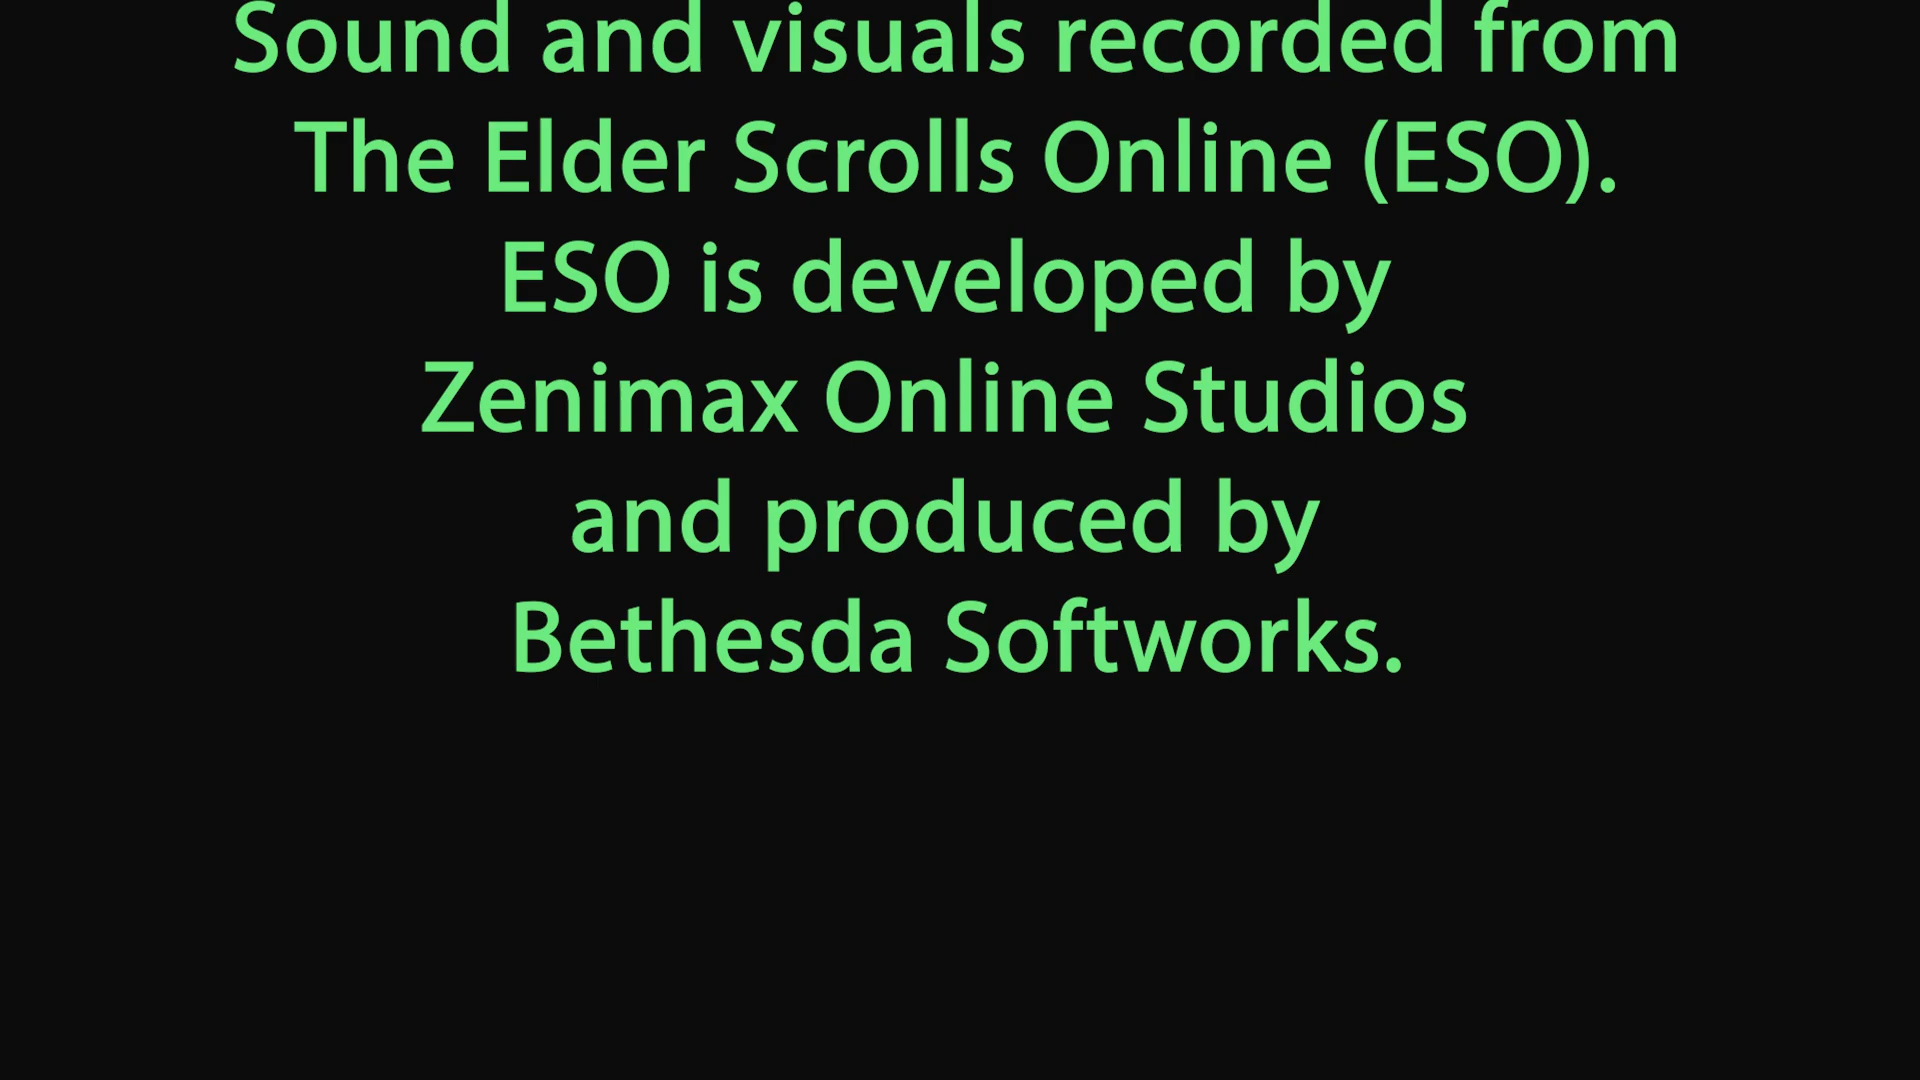 Sound and visuals recorded from
The Elder Scrolls Online (ESO).
ESO is developed by
Zenimax Online Studios
and produced by
Bethesda Softworks.